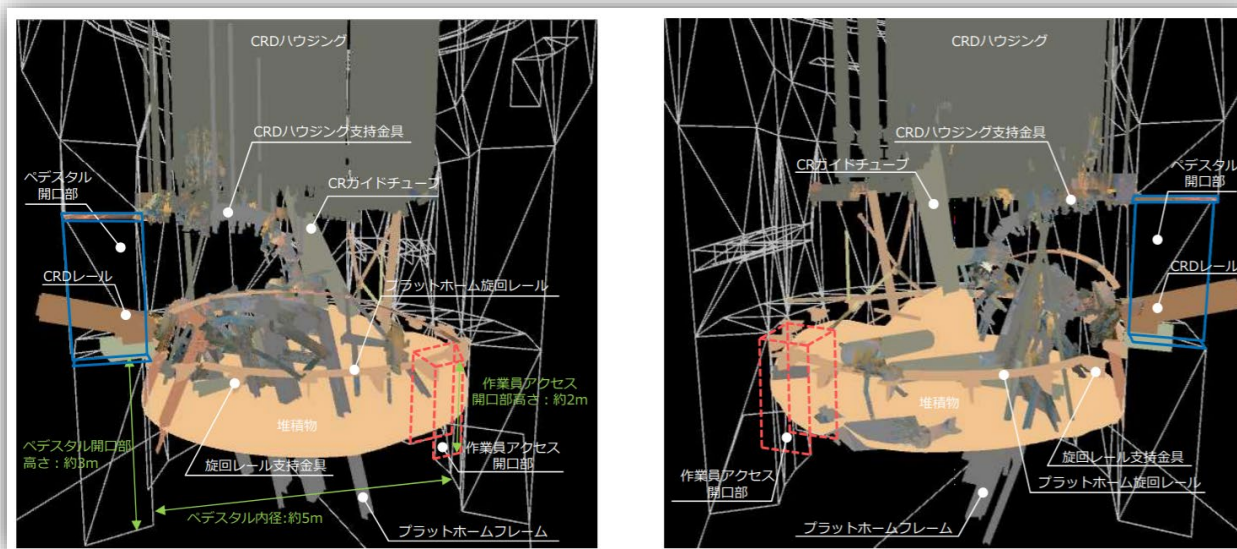 CRDハウジング
CRDハウジング支持金具
CRガイドチューブ
ペデスタル
開口部
CRDレール
プラットホーム旋回レール
作業員アクセス
開口部高さ：約2m
堆積物
ペデスタル開口部
高さ：約3m
旋回レール支持金具
作業員アクセス
開口部
ペデスタル内径:約5m
プラットホームフレーム
CRDハウジング
CRDハウジング支持金具
CRガイドチューブ
ペデスタル
開口部
CRDレール
堆積物
旋回レール支持金具
作業員アクセス
開口部
プラットホーム旋回レール
プラットホームフレーム